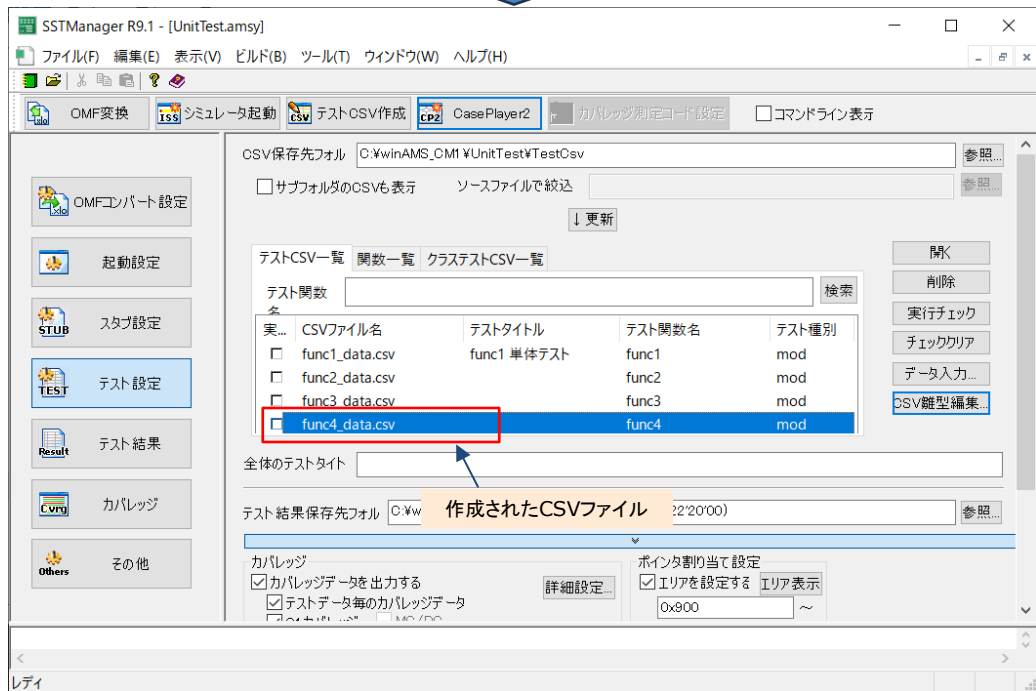 SSTManager R9.1 - [UnitTest.amsy]
ファイル(F) 編集(E) 表示(V) ビルド(B) ツール(T) ウィンドウ(W) ヘルプ(H)
OMF変換 シミュレータ起動 テストCSV作成 CasePlayer2 カバレッジ測定コード設定 コマンドライン表示
CSV保存先フォル C:¥winAMS_CM1¥UnitTest¥TestCsv 参照...
サブフォルダのCSVも表示 ソースファイルで絞込 参照...
↓更新
OMFコンバート設定
起動設定
スタブ設定
テスト設定
テスト結果
カバレッジ
その他
テストCSV一覧 関数一覧 クラステストCSV一覧
テスト関数名 検索
実... CSVファイル名 テストタイトル テスト関数名 テスト種別
func1_data.csv func1 単体テスト func1 mod
func2_data.csv func2 mod
func3_data.csv func3 mod
func4_data.csv func4 mod
開く
削除
実行チェック
チェッククリア
データ入力...
CSV雛型編集...
全体のテストタイト
作成されたCSVファイル
テスト結果保存先フォル C:¥w 22'20'00) 参照...
カバレッジ
カバレッジデータを出力する 詳細設定...
テストデータ毎のカバレッジデータ
ポインタ割り当て設定
エリアを設定する エリア表示
0x900 ～
レディ